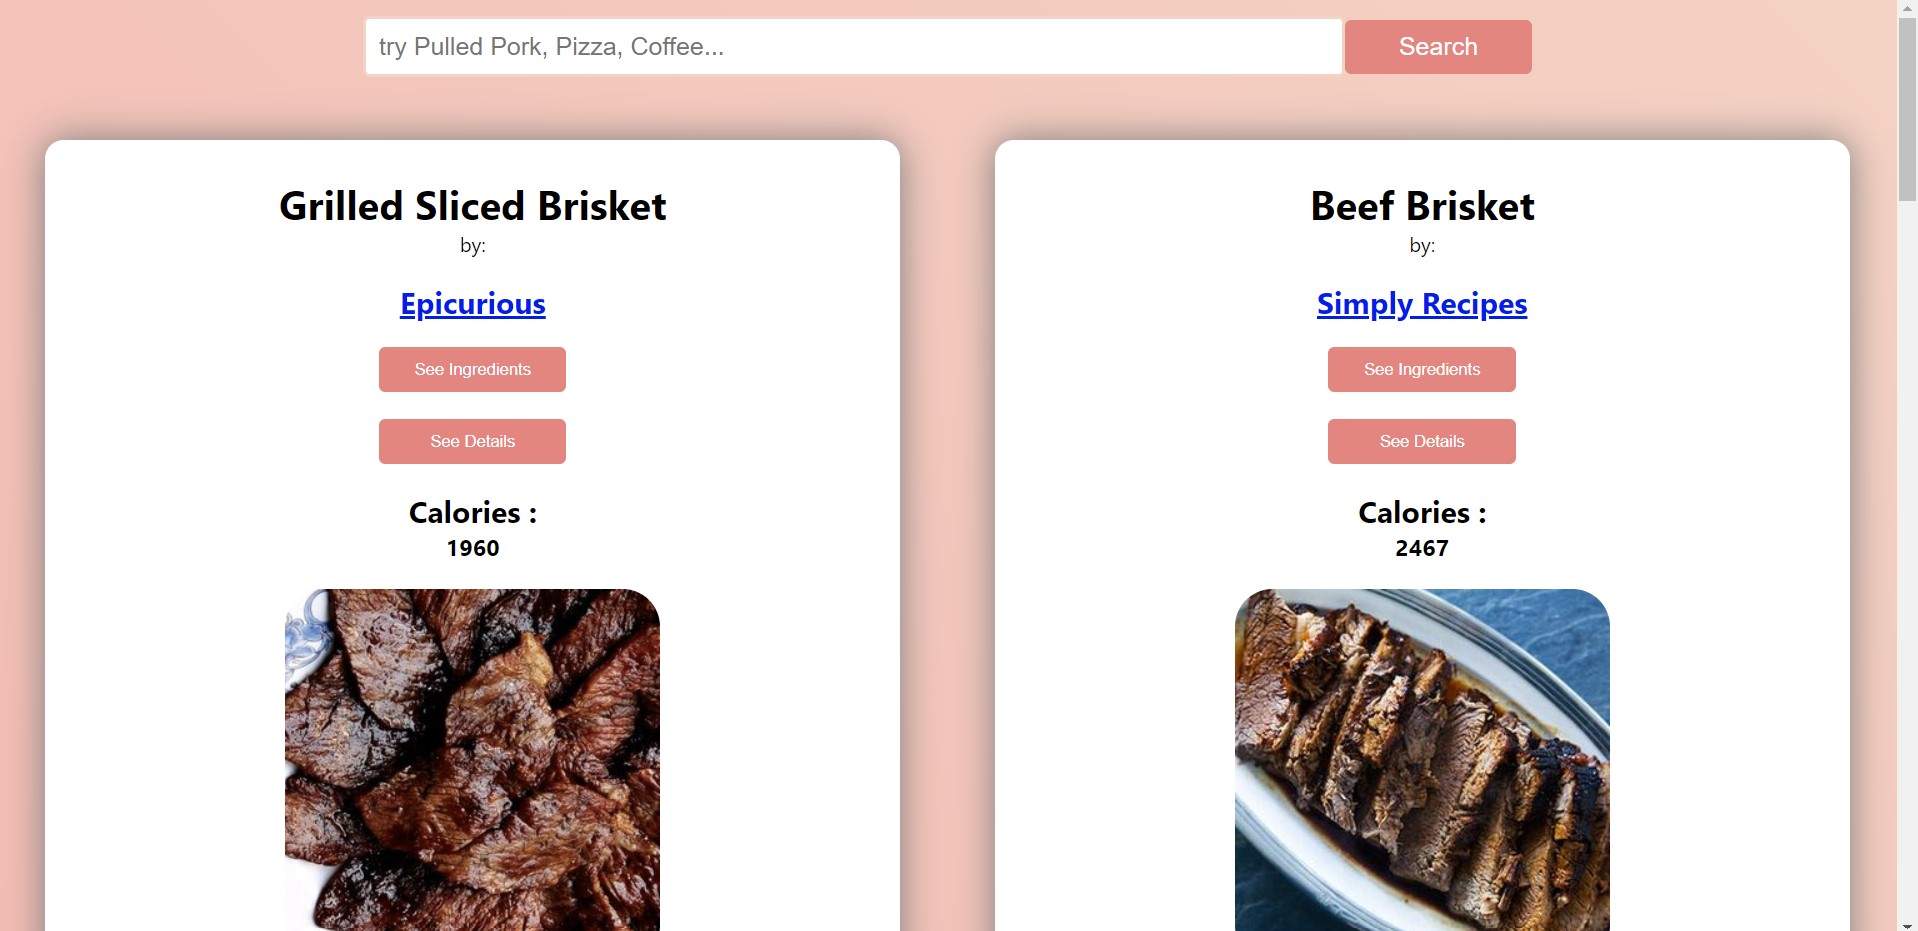 try Pulled Pork, Pizza, Coffee...
Search
Grilled Sliced Brisket
by:
Epicurious
See Ingredients
See Details
Calories :
1960
Beef Brisket
by:
Simply Recipes
See Ingredients
See Details
Calories :
2467